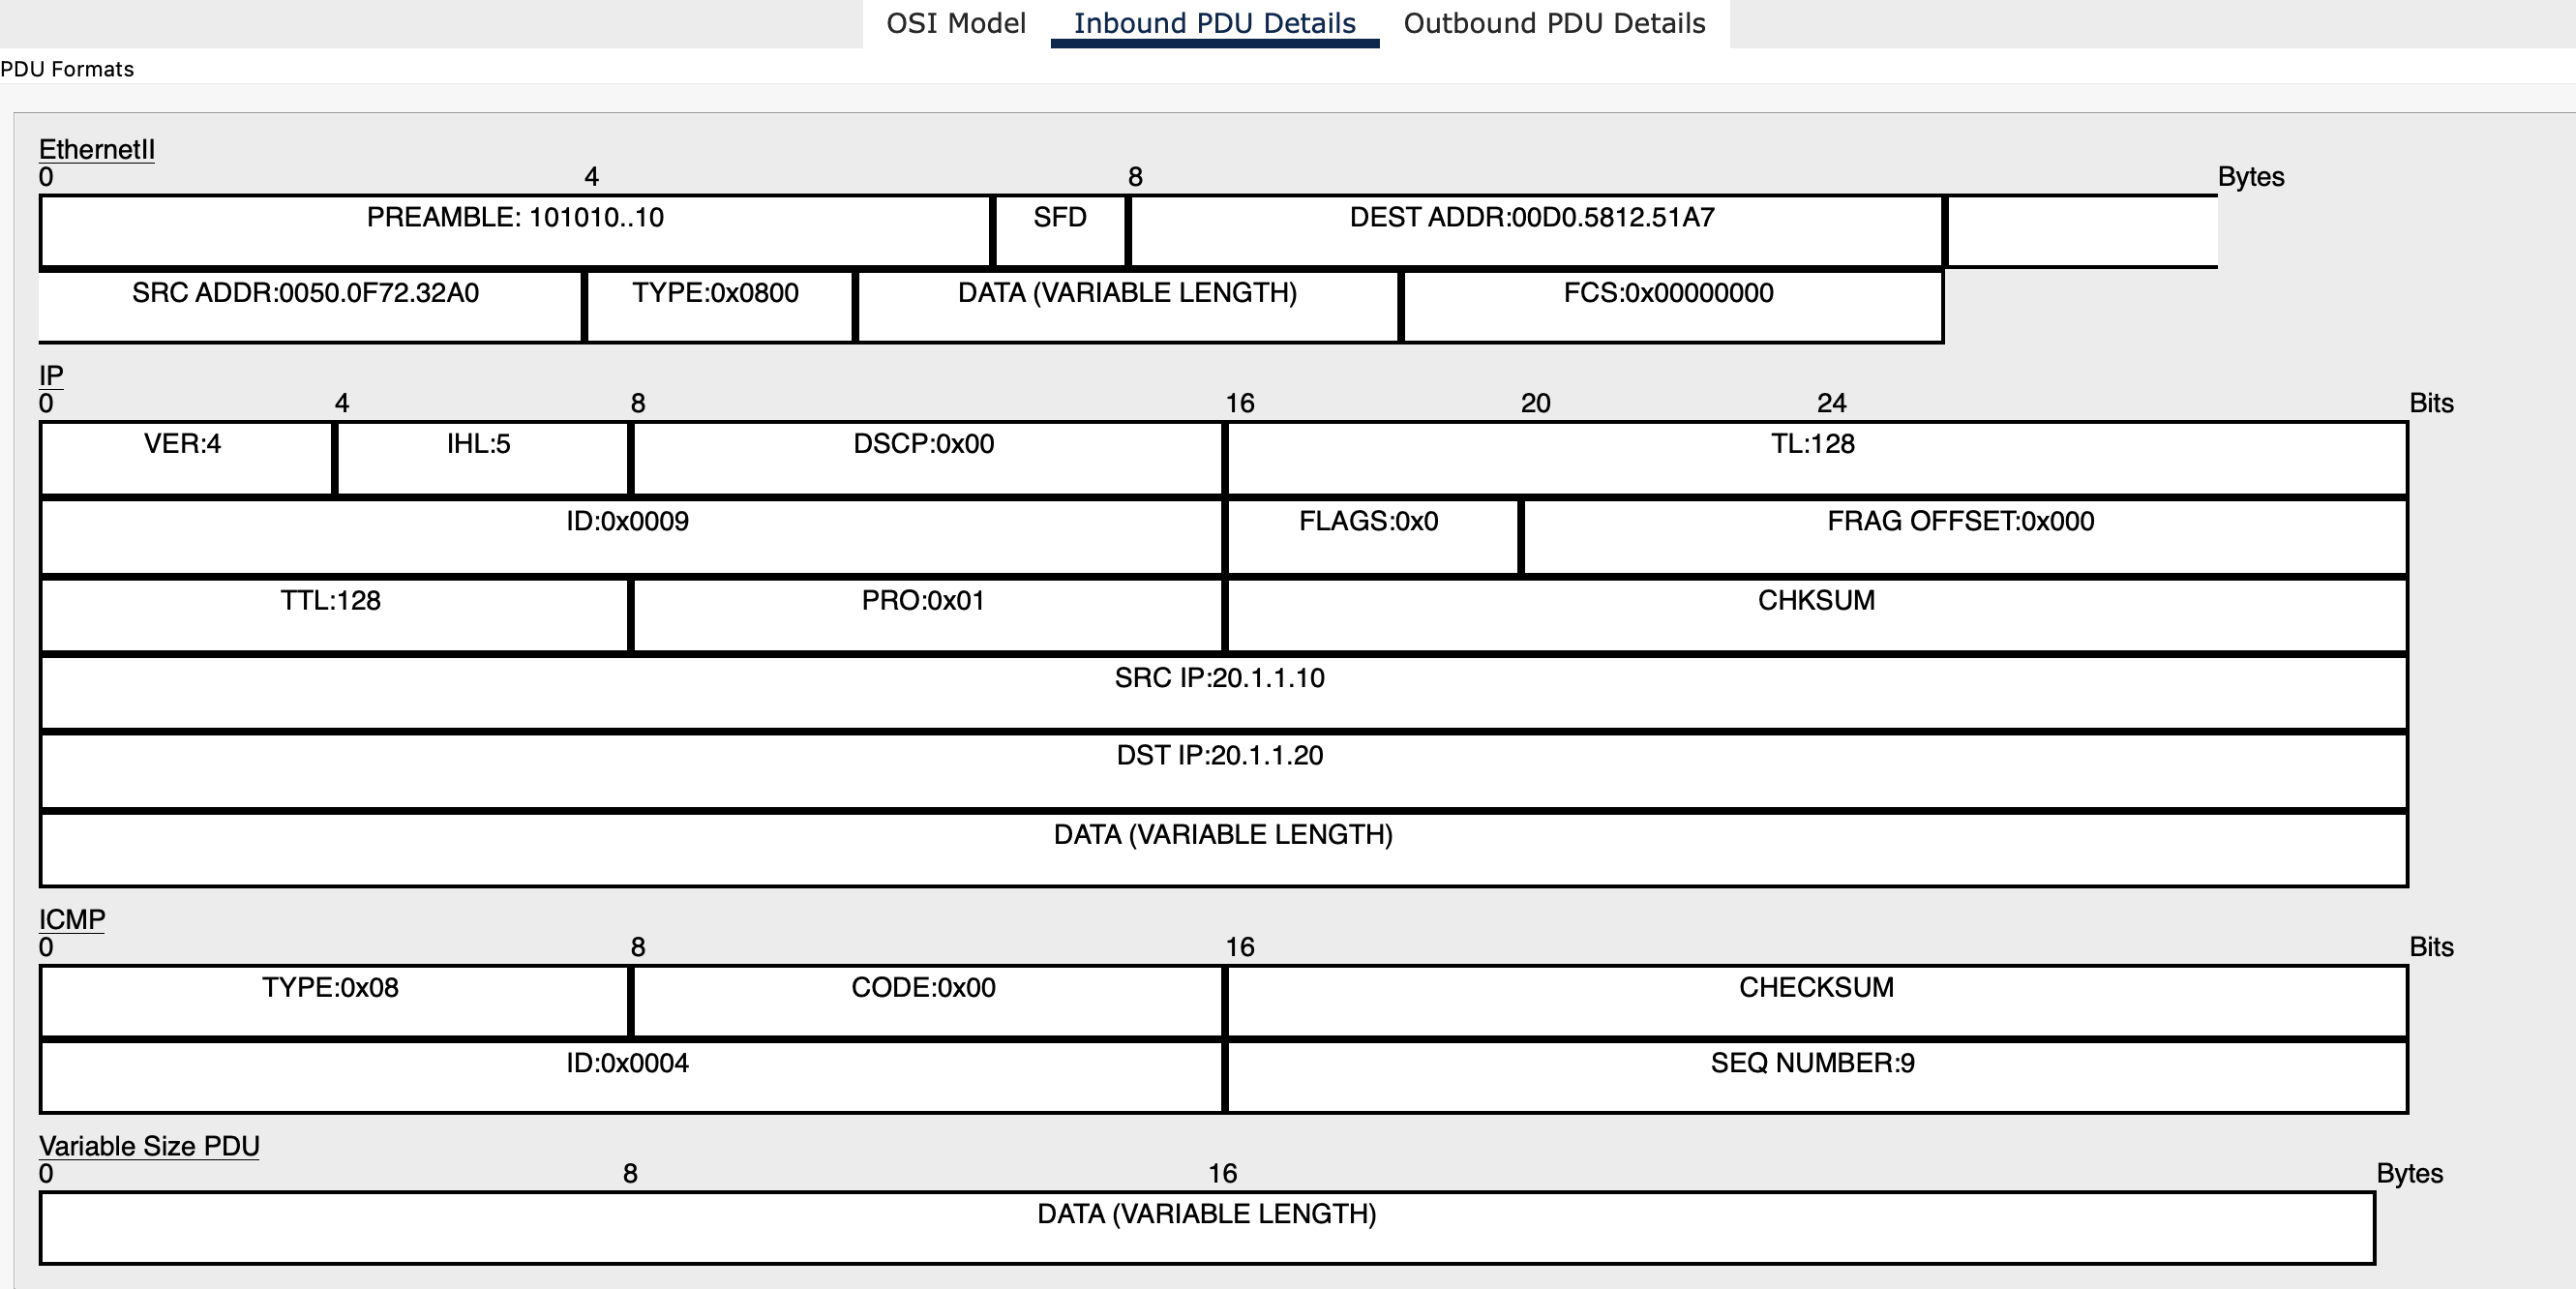 OSI Model Inbound PDU Details Outbound PDU Details
PDU Formats
EthernetII
0 4 8 Bytes
PREAMBLE: 101010..10 SFD DEST ADDR:00D0.5812.51A7
SRC ADDR:0050.0F72.32A0 TYPE:0x0800 DATA (VARIABLE LENGTH) FCS:0x00000000
IP
0 4 8 16 20 24 Bits
VER:4 IHL:5 DSCP:0x00 TL:128
ID:0x0009 FLAGS:0x0 FRAG OFFSET:0x000
TTL:128 PRO:0x01 CHKSUM
SRC IP:20.1.1.10
DST IP:20.1.1.20
DATA (VARIABLE LENGTH)
ICMP
0 8 16 Bits
TYPE:0x08 CODE:0x00 CHECKSUM
ID:0x0004 SEQ NUMBER:9
Variable Size PDU
0 8 16 Bytes
DATA (VARIABLE LENGTH)